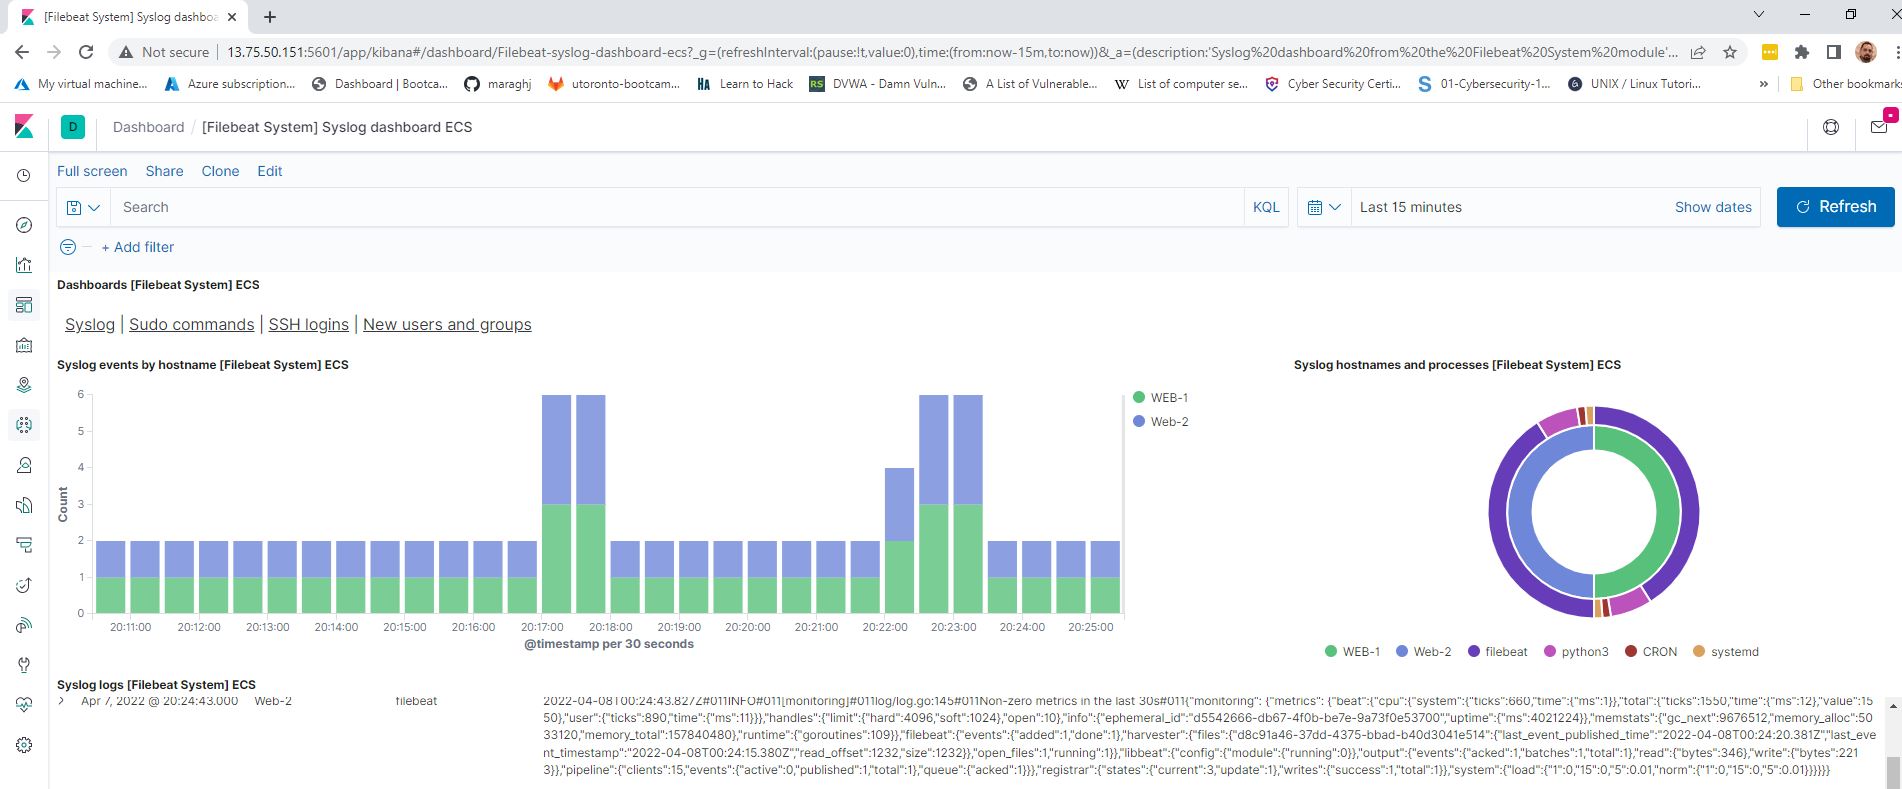 [Filebeat System] Syslog dashboa
Not secure | 13.75.50.151:5601/app/kibana#/dashboard/Filebeat-syslog-dashboard-ecs?_g=(refreshInterval:(pause:!t,value:0),time:(from:now-15m,to:now))&_a=(description:'Syslog%20dashboard%20from%20the%20Filebeat%20System%20module'...
My virtual machine... Azure subscription... Dashboard | Bootca... maraghj utoronto-bootcam... HA Learn to Hack RS DVWA - Damn Vuln... A List of Vulnerable... W List of computer se... Cyber Security Certi... S 01-Cybersecurity-1... UNIX / Linux Tutori... » Other bookmarks
D Dashboard / [Filebeat System] Syslog dashboard ECS
Full screen Share Clone Edit
Search KQL Last 15 minutes Show dates Refresh
+ Add filter
Dashboards [Filebeat System] ECS
Syslog | Sudo commands | SSH logins | New users and groups
Syslog events by hostname [Filebeat System] ECS
6
5
4
3
2
1
0
Count
20:11:00 20:12:00 20:13:00 20:14:00 20:15:00 20:16:00 20:17:00 20:18:00 20:19:00 20:20:00 20:21:00 20:22:00 20:23:00 20:24:00 20:25:00
@timestamp per 30 seconds
WEB-1
Web-2
Syslog hostnames and processes [Filebeat System] ECS
WEB-1 Web-2 filebeat python3 CRON systemd
Syslog logs [Filebeat System] ECS
Apr 7, 2022 @ 20:24:43.000 Web-2 filebeat 2022-04-08T00:24:43.827Z#011INFO#011[monitoring]#011log/log.go:145#011Non-zero metrics in the last 30s#011{"monitoring": {"metrics": {"beat":{"cpu":{"system":{"ticks":660,"time":{"ms":1}},"total":{"ticks":1550,"time":{"ms":12},"value":15
50},"user":{"ticks":890,"time":{"ms":11}}},"handles":{"limit":{"hard":4096,"soft":1024},"open":10},"info":{"ephemeral_id":"d5542666-db67-4f0b-be7e-9a73f0e53700","uptime":{"ms":4021224}},"memstats":{"gc_next":9676512,"memory_alloc":50
33120,"memory_total":157840480},"runtime":{"goroutines":109}},"filebeat":{"events":{"added":1,"done":1},"harvester":{"files":{"d8c91a46-37dd-4375-bbad-b40d3041e514":{"last_event_published_time":"2022-04-08T00:24:20.381Z","last_eve
nt_timestamp":"2022-04-08T00:24:15.380Z","read_offset":1232,"size":1232}},"open_files":1,"running":1}},"libbeat":{"config":{"module":{"running":0}},"output":{"events":{"acked":1,"batches":1,"total":1},"read":{"bytes":346},"write":{"bytes":221
3}},"pipeline":{"clients":15,"events":{"active":0,"published":1,"total":1},"queue":{"acked":1}}},"registrar":{"states":{"current":3,"update":1},"writes":{"success":1,"total":1}},"system":{"load":{"1":0,"15":0,"5":0.01,"norm":{"1":0,"15":0,"5":0.01}}}}}}